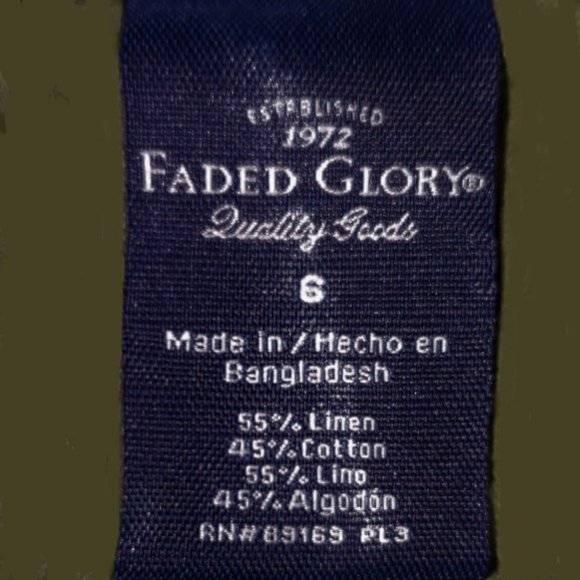 ESTABLISHED
1972
FADED GLORY®
Quality Goods
6
Made in / Hecho en
Bangladesh
55% Linen
45% Cotton
55% Lino
45% Algodón
RN# 89169 PL3